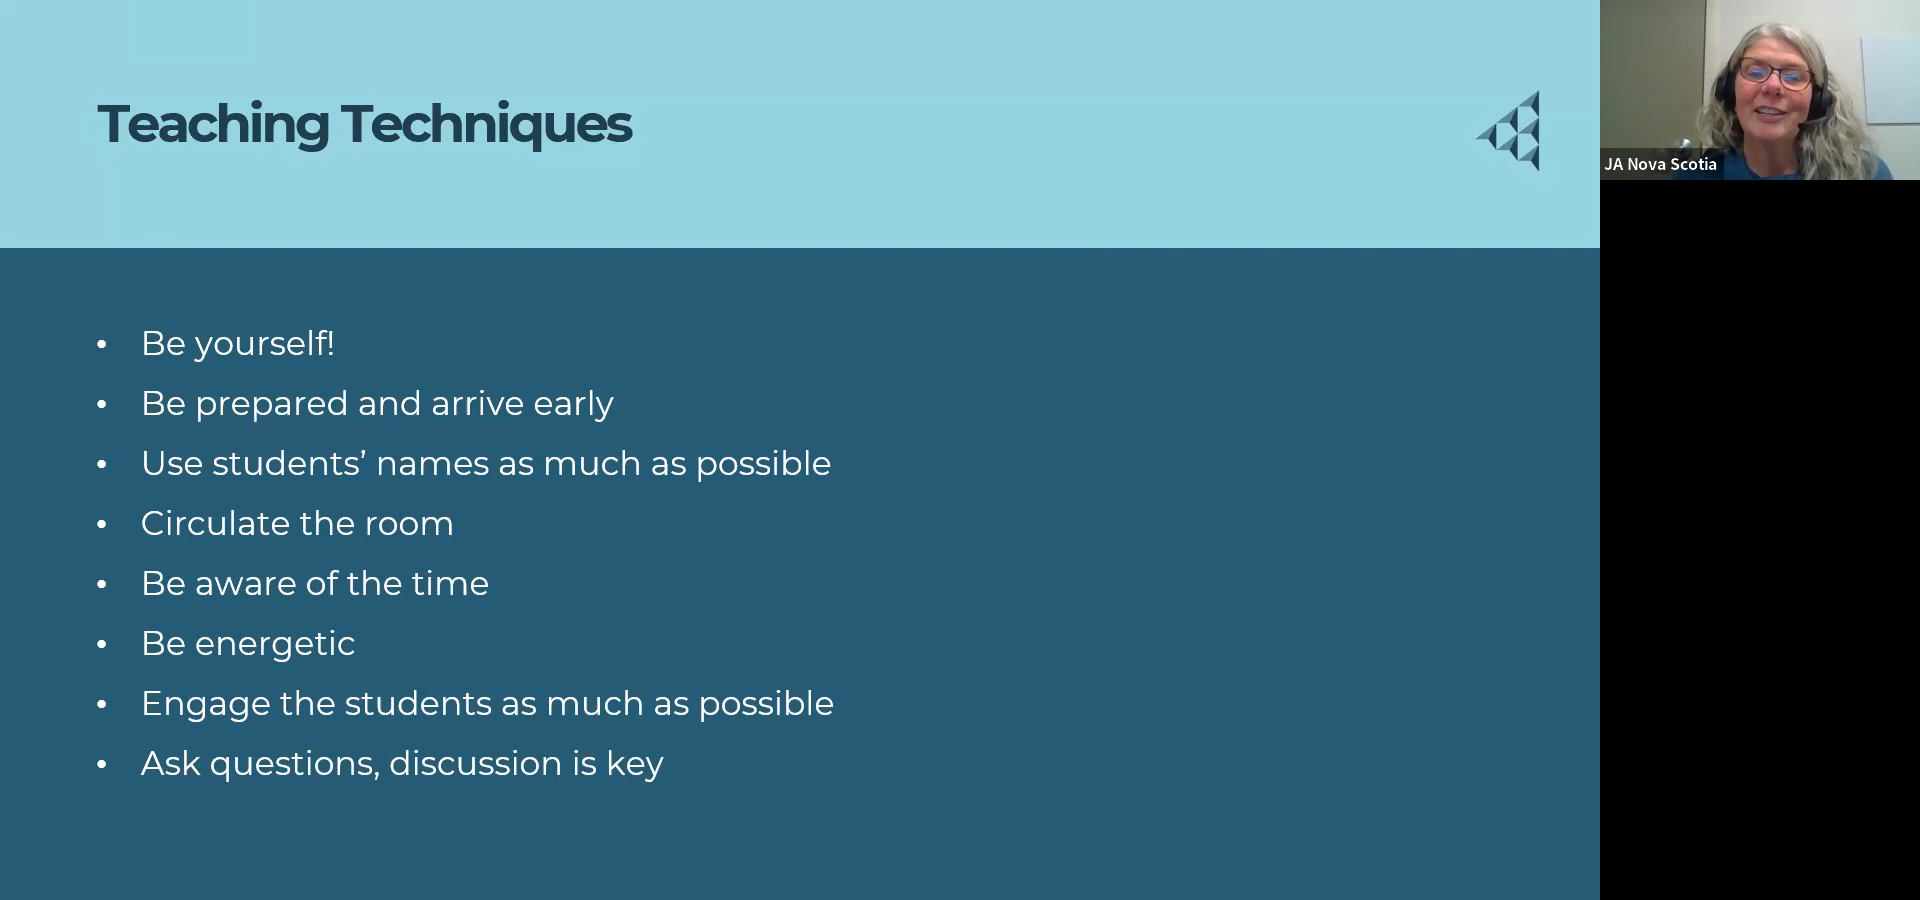 Teaching Techniques
JA Nova Scotia
• Be yourself!
• Be prepared and arrive early
• Use students’ names as much as possible
• Circulate the room
• Be aware of the time
• Be energetic
• Engage the students as much as possible
• Ask questions, discussion is key